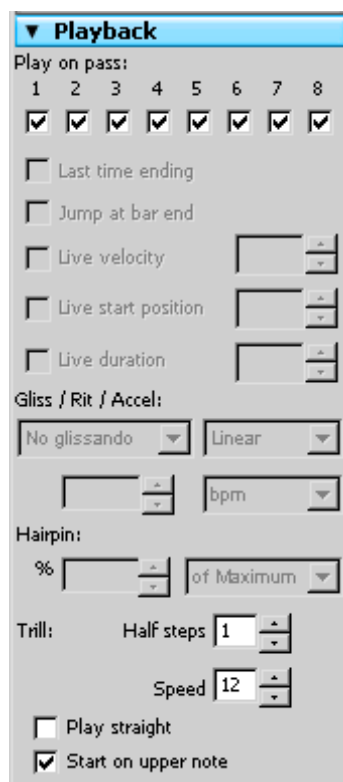 Playback
Play on pass:
1 2 3 4 5 6 7 8
Last time ending
Jump at bar end
Live velocity
Live start position
Live duration
Gliss / Rit / Accel:
No glissando Linear
bpm
Hairpin:
% of Maximum
Trill: Half steps 1
Speed 12
Play straight
Start on upper note